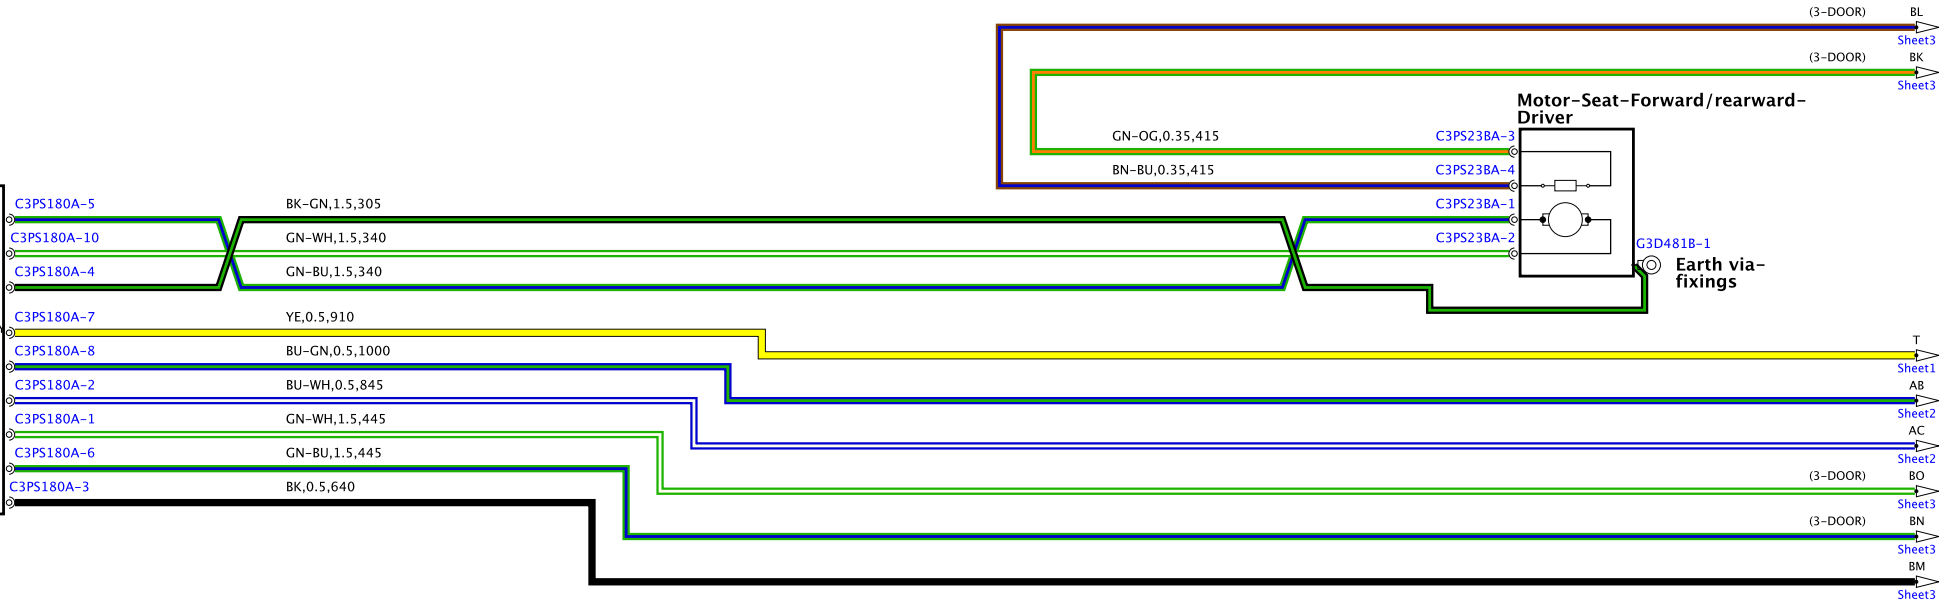 (3-DOOR) BL
Sheet3
(3-DOOR) BK
Sheet3
Motor-Seat-Forward/rearward-
Driver
GN-OG,0.35,415 C3PS23BA-3
BN-BU,0.35,415 C3PS23BA-4
C3PS180A-5 BK-GN,1.5,305 C3PS23BA-1
C3PS180A-10 GN-WH,1.5,340 C3PS23BA-2
G3D481B-1
Earth via-
fixings
C3PS180A-4 GN-BU,1.5,340
C3PS180A-7 YE,0.5,910
T
Sheet1
C3PS180A-8 BU-GN,0.5,1000
AB
Sheet2
C3PS180A-2 BU-WH,0.5,845
AC
Sheet2
C3PS180A-1 GN-WH,1.5,445
(3-DOOR) BO
Sheet3
C3PS180A-6 GN-BU,1.5,445
(3-DOOR) BN
Sheet3
C3PS180A-3 BK,0.5,640
BM
Sheet3